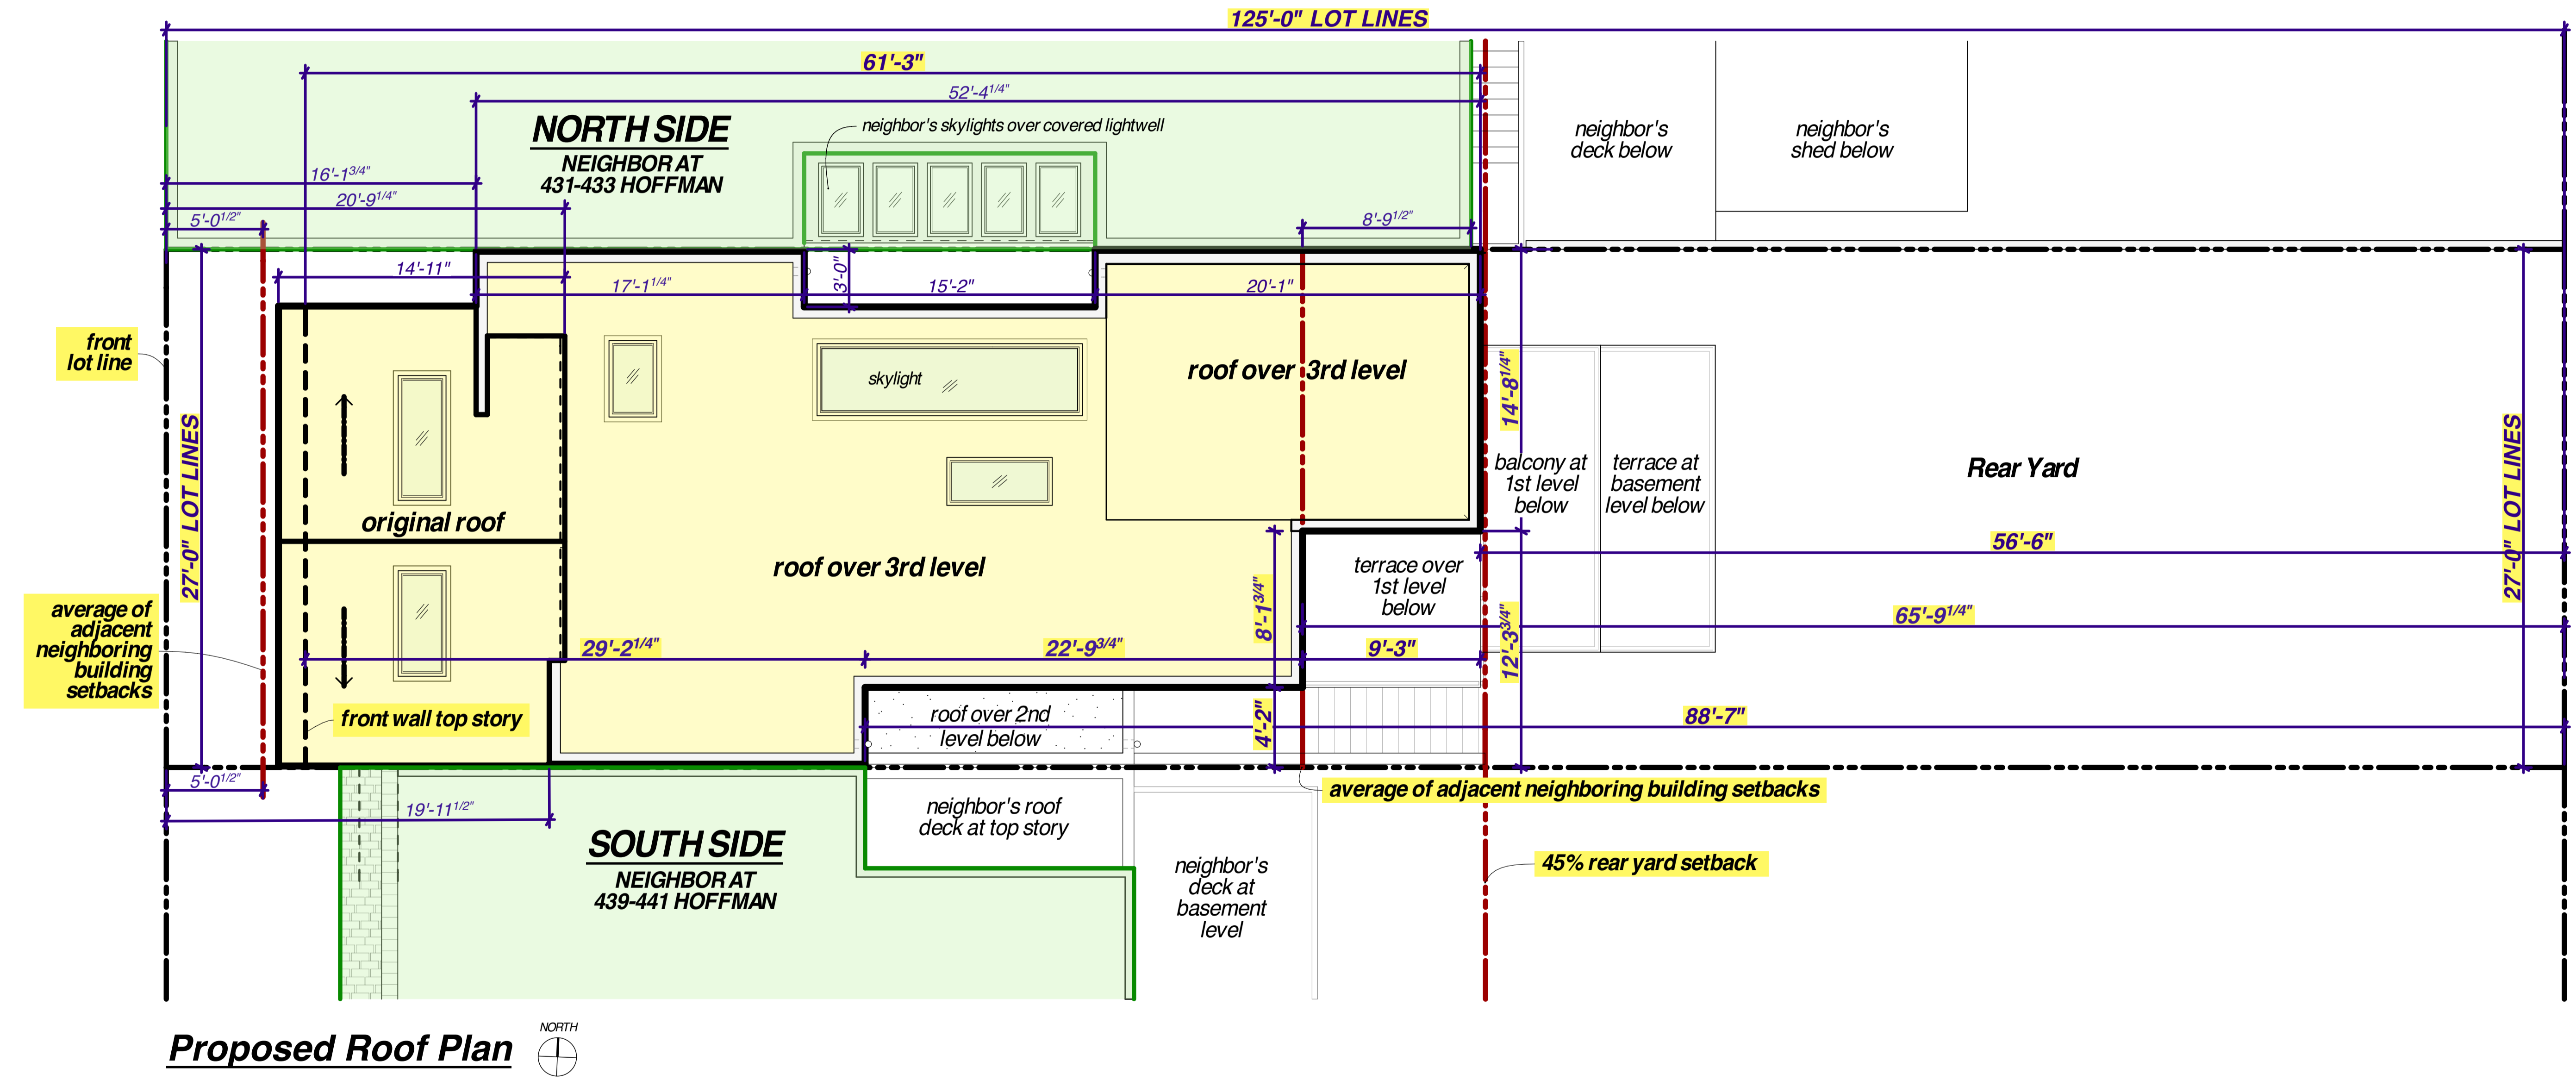 125'-0" LOT LINES
61'-3"
52'-4 1/4"
NORTH SIDE
NEIGHBOR AT
431-433 HOFFMAN
neighbor's skylights over covered lightwell
neighbor's
deck below
neighbor's
shed below
16'-1 3/4"
20'-9 1/4"
5'-0 1/2"
8'-9 1/2"
14'-11"
17'-1 1/4"
3'-0"
15'-2"
20'-1"
front
lot line
27'-0" LOT LINES
skylight
roof over 3rd level
14'-8 1/4"
balcony at
1st level
below
terrace at
basement
level below
Rear Yard
27'-0" LOT LINES
original roof
56'-6"
roof over 3rd level
terrace over
1st level
below
8'-1 3/4"
12'-3 3/4"
65'-9 1/4"
average of
adjacent
neighboring
building
setbacks
29'-2 1/4"
22'-9 3/4"
9'-3"
front wall top story
roof over 2nd
level below
4'-2"
88'-7"
5'-0 1/2"
19'-11 1/2"
average of adjacent neighboring building setbacks
neighbor's roof
deck at top story
SOUTH SIDE
NEIGHBOR AT
439-441 HOFFMAN
neighbor's
deck at
basement
level
45% rear yard setback
Proposed Roof Plan
NORTH